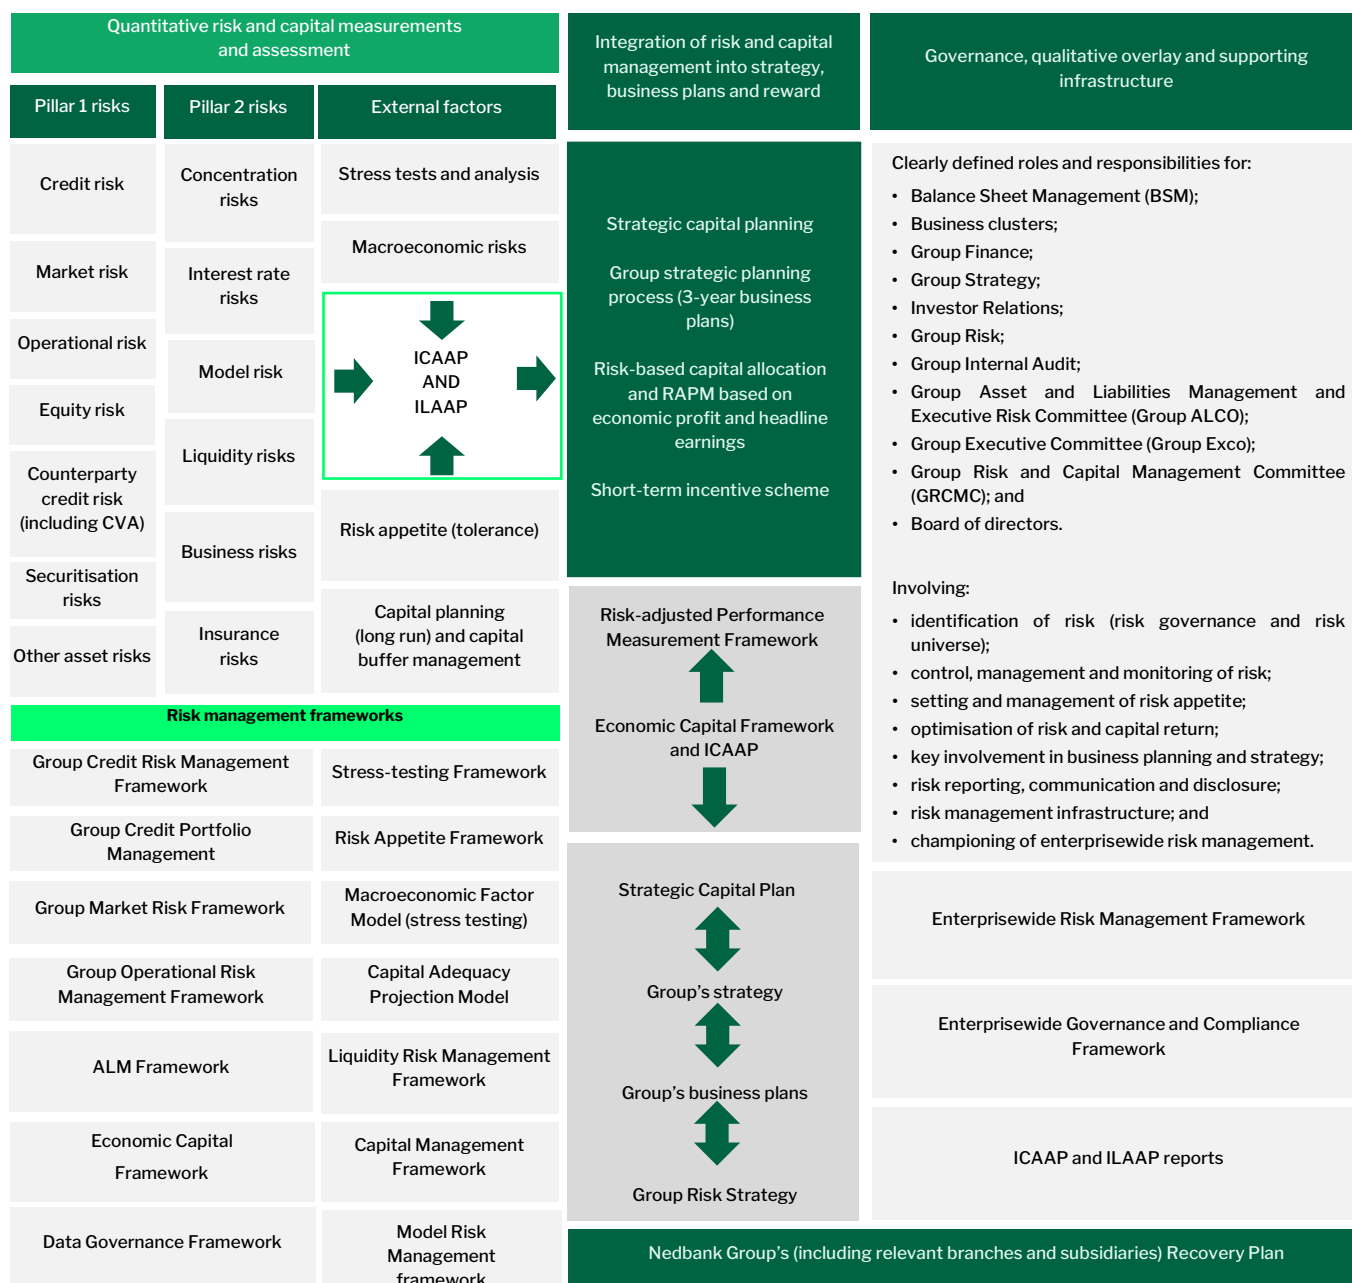 Quantitative risk and capital measurements
and assessment
Pillar 1 risks
Pillar 2 risks
External factors
Credit risk
Market risk
Operational risk
Equity risk
Counterparty
credit risk
(including CVA)
Securitisation
risks
Other asset risks
Concentration
risks
Interest rate
risks
Model risk
Liquidity risks
Business risks
Insurance
risks
Stress tests and analysis
Macroeconomic risks
ICAAP
AND
ILAAP
Risk appetite (tolerance)
Capital planning
(long run) and capital
buffer management
Risk management frameworks
Group Credit Risk Management
Framework
Group Credit Portfolio
Management
Group Market Risk Framework
Group Operational Risk
Management Framework
ALM Framework
Economic Capital
Framework
Data Governance Framework
Stress-testing Framework
Risk Appetite Framework
Macroeconomic Factor
Model (stress testing)
Capital Adequacy
Projection Model
Liquidity Risk Management
Framework
Capital Management
Framework
Model Risk
Management
framework
Integration of risk and capital
management into strategy,
business plans and reward
Strategic capital planning
Group strategic planning
process (3-year business
plans)
Risk-based capital allocation
and RAPM based on
economic profit and headline
earnings
Short-term incentive scheme
Risk-adjusted Performance
Measurement Framework
Economic Capital Framework
and ICAAP
Strategic Capital Plan
Group's strategy
Group's business plans
Group Risk Strategy
Governance, qualitative overlay and supporting
infrastructure
Clearly defined roles and responsibilities for:
• Balance Sheet Management (BSM);
• Business clusters;
• Group Finance;
• Group Strategy;
• Investor Relations;
• Group Risk;
• Group Internal Audit;
• Group Asset and Liabilities Management and
Executive Risk Committee (Group ALCO);
• Group Executive Committee (Group Exco);
• Group Risk and Capital Management Committee
(GRCMC); and
• Board of directors.
Involving:
• identification of risk (risk governance and risk
universe);
• control, management and monitoring of risk;
• setting and management of risk appetite;
• optimisation of risk and capital return;
• key involvement in business planning and strategy;
• risk reporting, communication and disclosure;
• risk management infrastructure; and
• championing of enterprisewide risk management.
Enterprisewide Risk Management Framework
Enterprisewide Governance and Compliance
Framework
ICAAP and ILAAP reports
Nedbank Group's (including relevant branches and subsidiaries) Recovery Plan